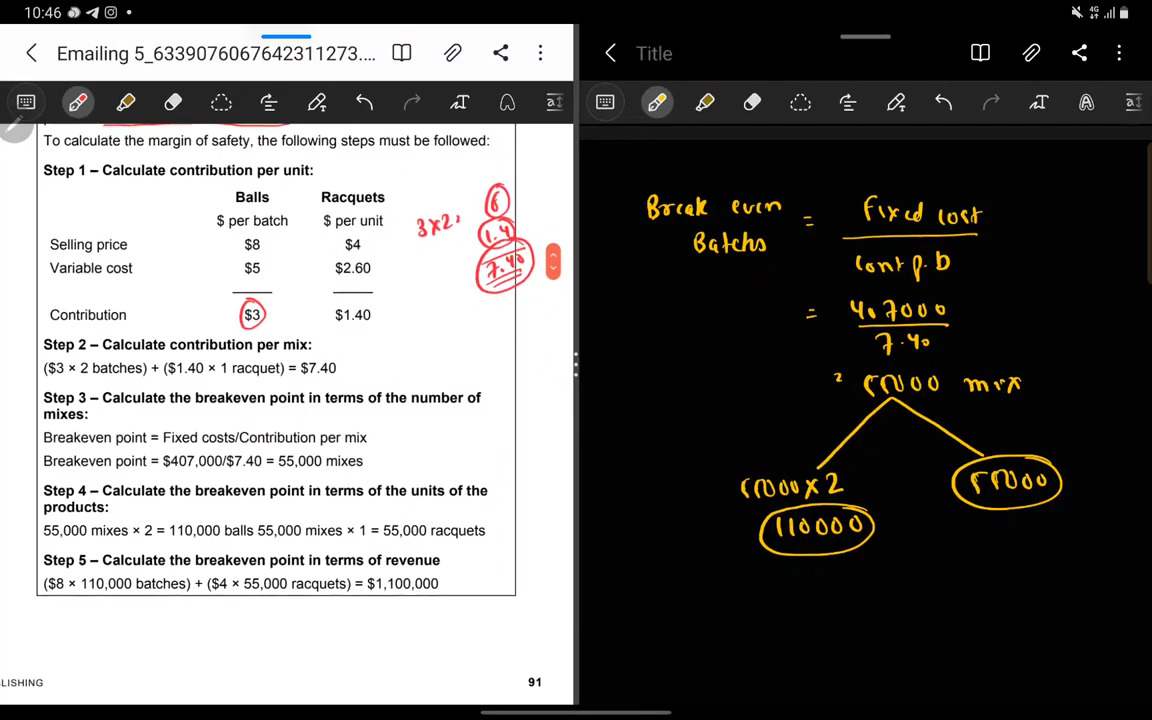 10:46
4G
Emailing 5_6339076067642311273....
Title
To calculate the margin of safety, the following steps must be followed:
Step 1 – Calculate contribution per unit:
Balls Racquets
$ per batch $ per unit
Selling price $8 $4
Variable cost $5 $2.60
Contribution $3 $1.40
3×2=
6
1.4
7.40
Step 2 – Calculate contribution per mix:
($3 × 2 batches) + ($1.40 × 1 racquet) = $7.40
Step 3 – Calculate the breakeven point in terms of the number of
mixes:
Breakeven point = Fixed costs/Contribution per mix
Breakeven point = $407,000/$7.40 = 55,000 mixes
Step 4 – Calculate the breakeven point in terms of the units of the
products:
55,000 mixes × 2 = 110,000 balls 55,000 mixes × 1 = 55,000 racquets
Step 5 – Calculate the breakeven point in terms of revenue
($8 × 110,000 batches) + ($4 × 55,000 racquets) = $1,100,000
LISHING 91
Break even = Fixed cost
Batchs cont p.B
= 407000
7.40
= 55000 mix
55000×2 55000
110000